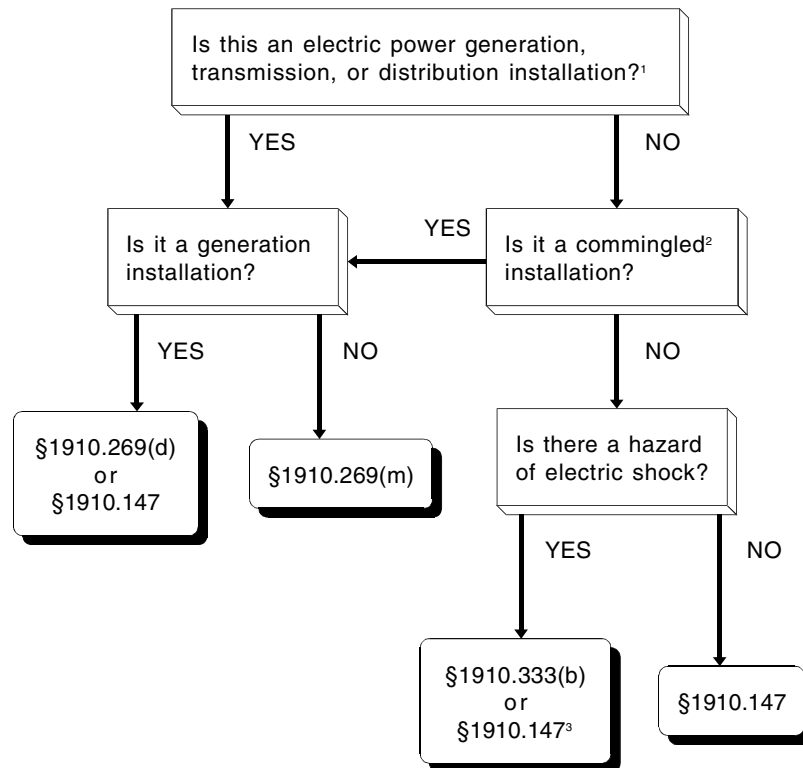 Is this an electric power generation,
transmission, or distribution installation?¹
YES
NO
Is it a generation
installation?
YES
Is it a commingled²
installation?
YES
NO
NO
§1910.269(d)
or
§1910.147
§1910.269(m)
Is there a hazard
of electric shock?
YES
NO
§1910.333(b)
or
§1910.147³
§1910.147